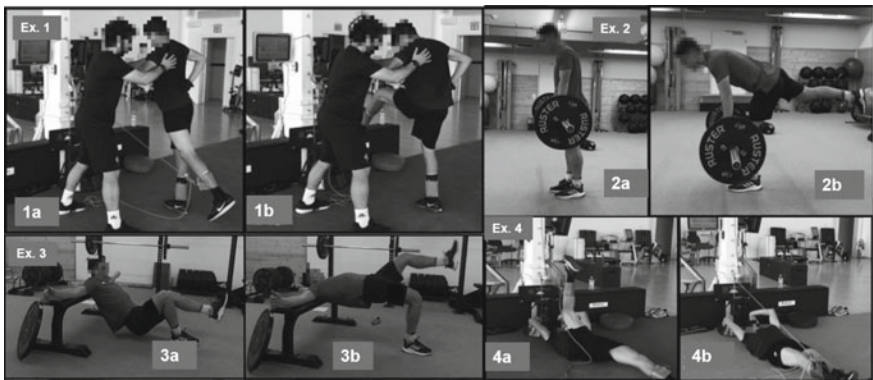 Ex. 1
1a
1b
Ex. 2
RUSTER
RUSTER
2a
RUSTER
RUSTER
2b
Ex. 3
3a
3b
Ex. 4
4a
4b